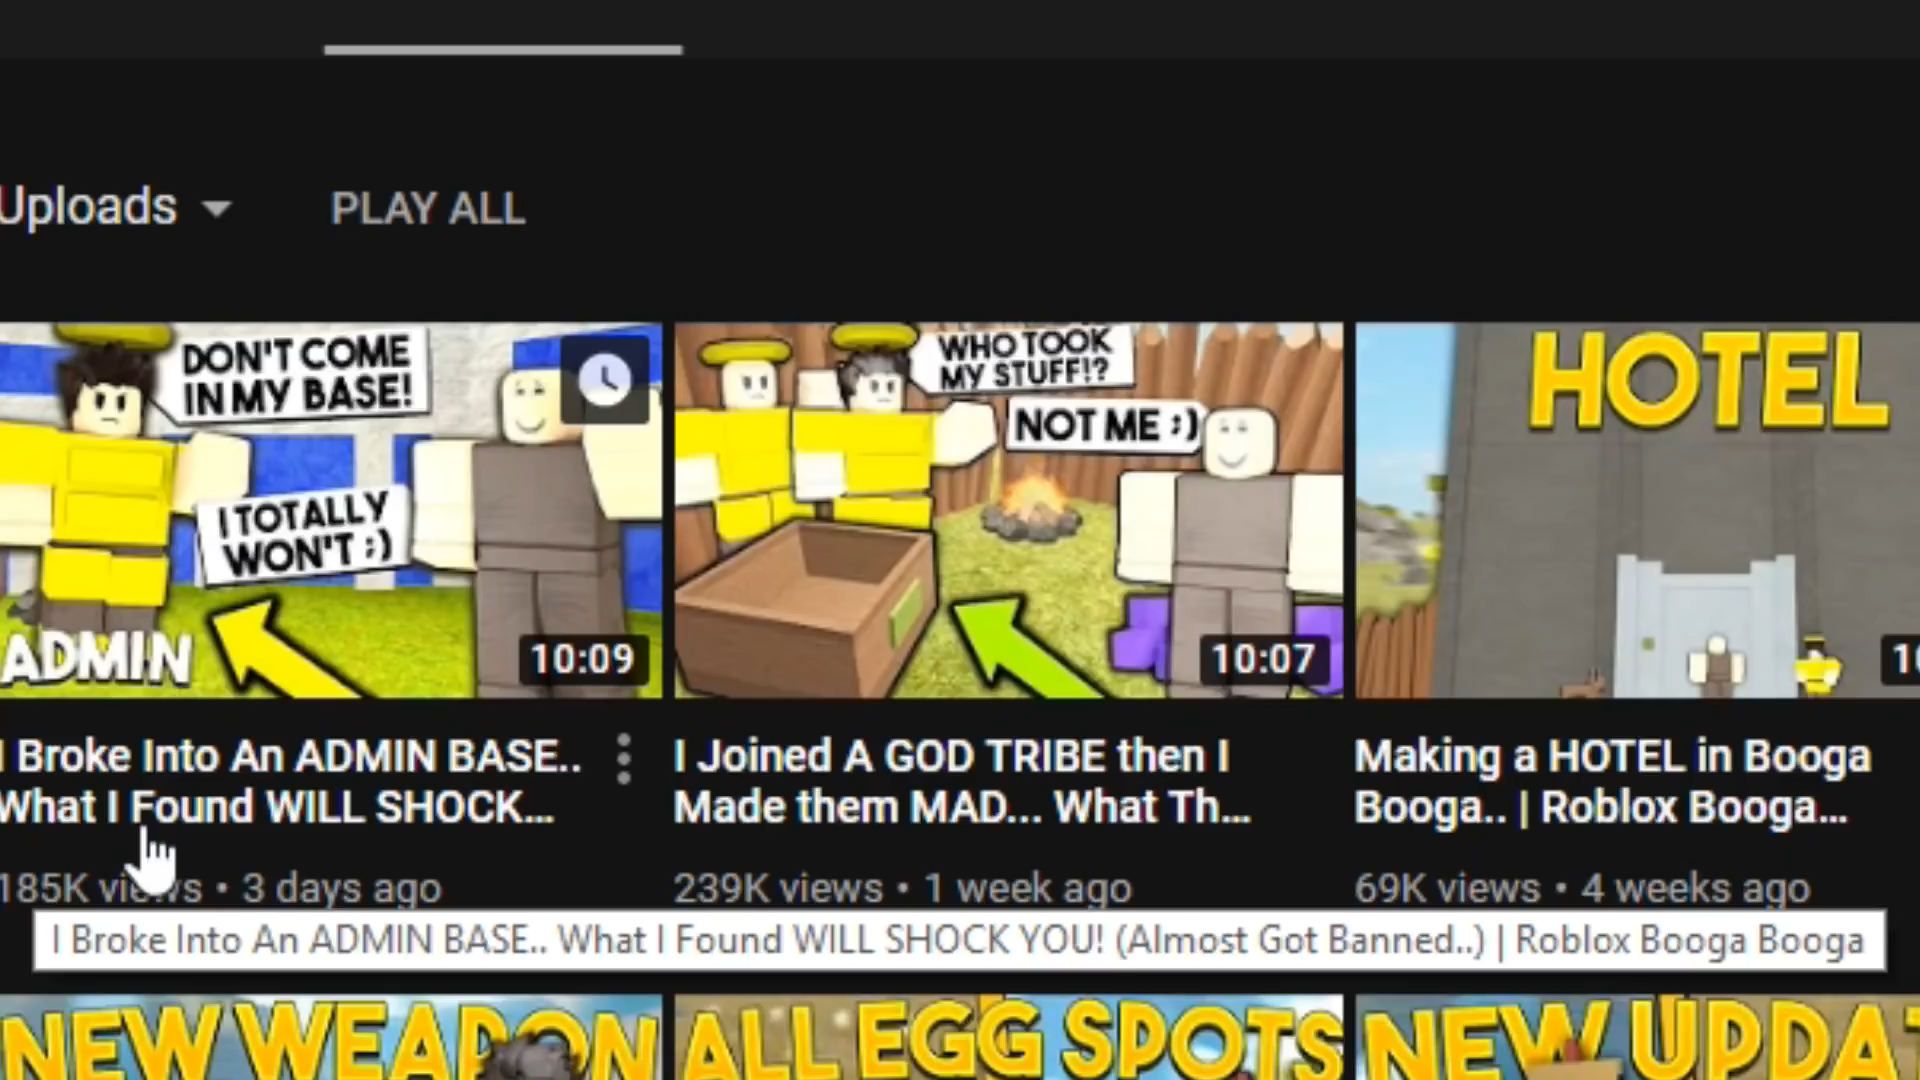 Uploads PLAY ALL
DON'T COME
IN MY BASE!
I TOTALLY
WON'T ;)
ADMIN
10:09
WHO TOOK
MY STUFF!?
NOT ME :)
10:07
HOTEL
I Broke Into An ADMIN BASE..
What I Found WILL SHOCK...
185K views • 3 days ago
I Joined A GOD TRIBE then I
Made them MAD... What Th...
239K views • 1 week ago
Making a HOTEL in Booga
Booga.. | Roblox Booga...
69K views • 4 weeks ago
I Broke Into An ADMIN BASE.. What I Found WILL SHOCK YOU! (Almost Got Banned..) | Roblox Booga Booga
NEW WEAPON
ALL EGG SPOTS
NEW UPDAT